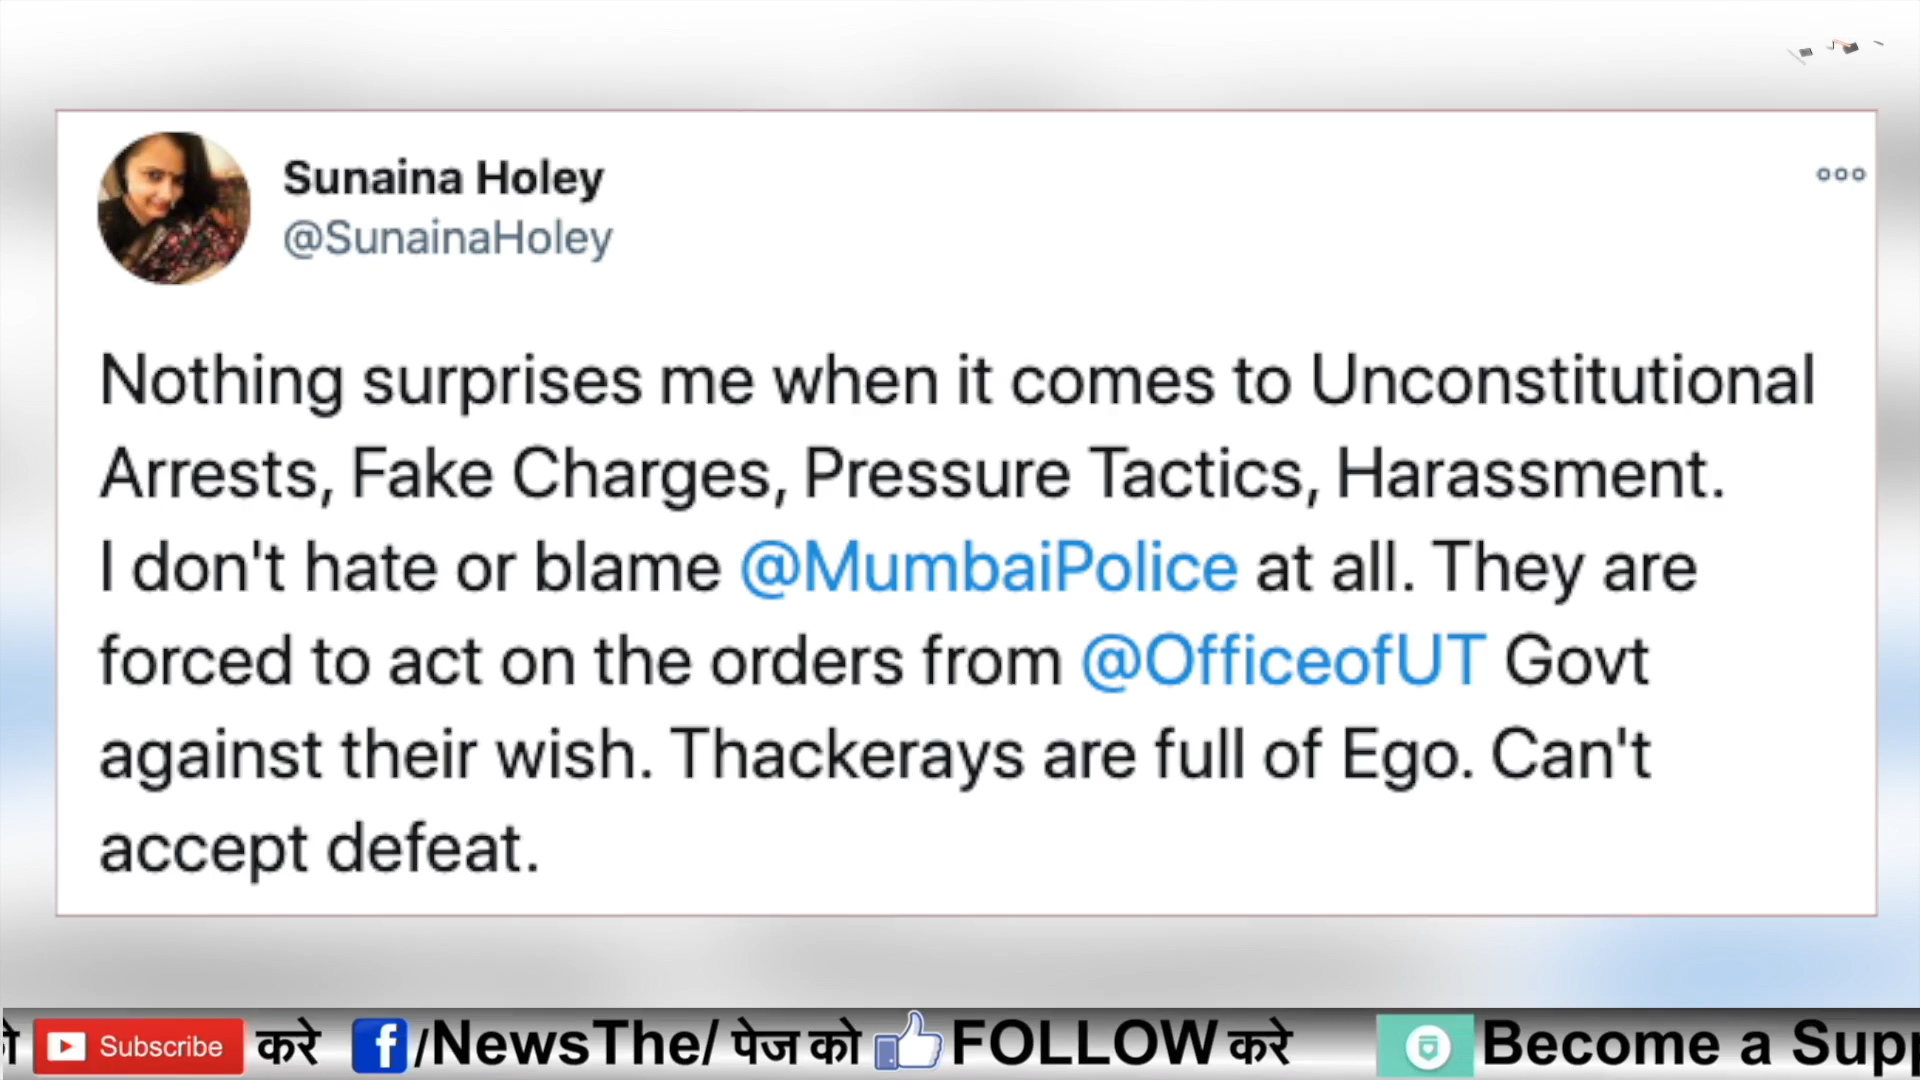 Sunaina Holey
@SunainaHoley
Nothing surprises me when it comes to Unconstitutional
Arrests, Fake Charges, Pressure Tactics, Harassment.
I don't hate or blame @MumbaiPolice at all. They are
forced to act on the orders from @OfficeofUT Govt
against their wish. Thackerays are full of Ego. Can't
accept defeat.
Subscribe करे f/NewsThe/ पेज को FOLLOW करे Become a